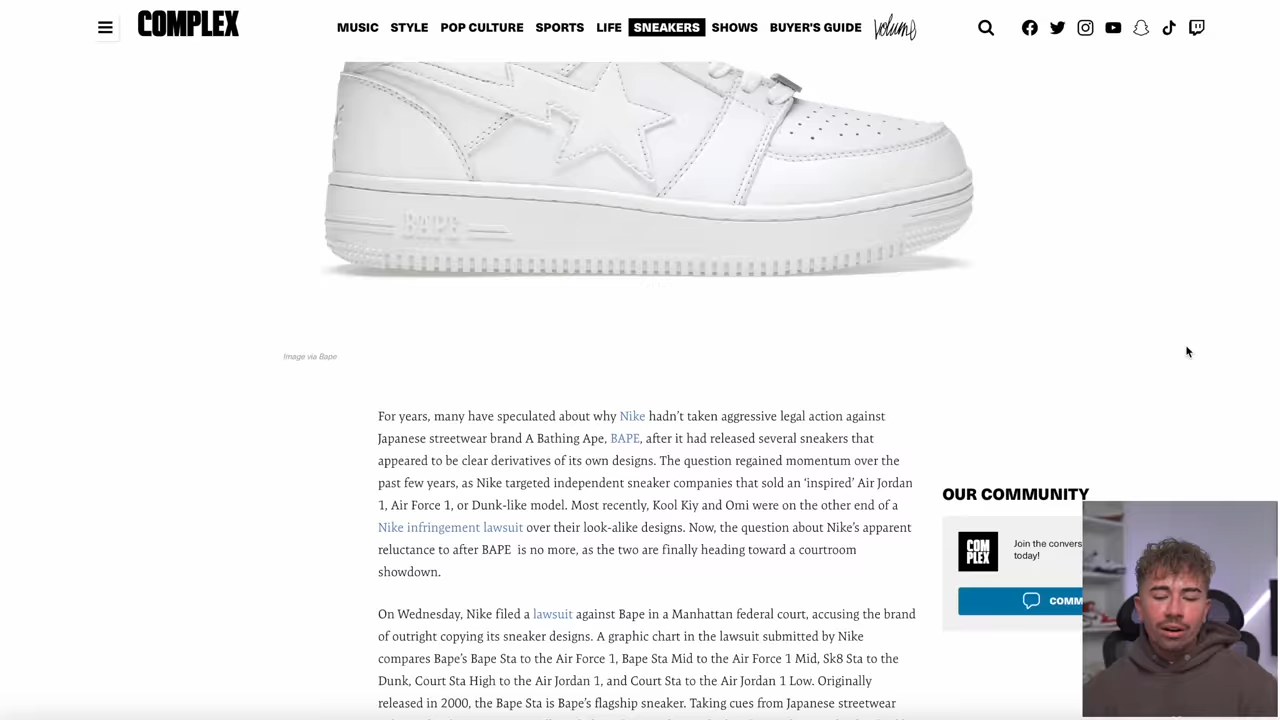 COMPLEX
MUSIC STYLE POP CULTURE SPORTS LIFE SNEAKERS SHOWS BUYER'S GUIDE volume
BAPE
Image via Bape
For years, many have speculated about why Nike hadn’t taken aggressive legal action against
Japanese streetwear brand A Bathing Ape, BAPE, after it had released several sneakers that
appeared to be clear derivatives of its own designs. The question regained momentum over the
past few years, as Nike targeted independent sneaker companies that sold an ‘inspired’ Air Jordan
1, Air Force 1, or Dunk-like model. Most recently, Kool Kiy and Omi were on the other end of a
Nike infringement lawsuit over their look-alike designs. Now, the question about Nike’s apparent
reluctance to after BAPE is no more, as the two are finally heading toward a courtroom
showdown.
On Wednesday, Nike filed a lawsuit against Bape in a Manhattan federal court, accusing the brand
of outright copying its sneaker designs. A graphic chart in the lawsuit submitted by Nike
compares Bape’s Bape Sta to the Air Force 1, Bape Sta Mid to the Air Force 1 Mid, Sk8 Sta to the
Dunk, Court Sta High to the Air Jordan 1, and Court Sta to the Air Jordan 1 Low. Originally
released in 2000, the Bape Sta is Bape’s flagship sneaker. Taking cues from Japanese streetwear
OUR COMMUNITY
COM
PLEX
Join the convers
today!
COMM